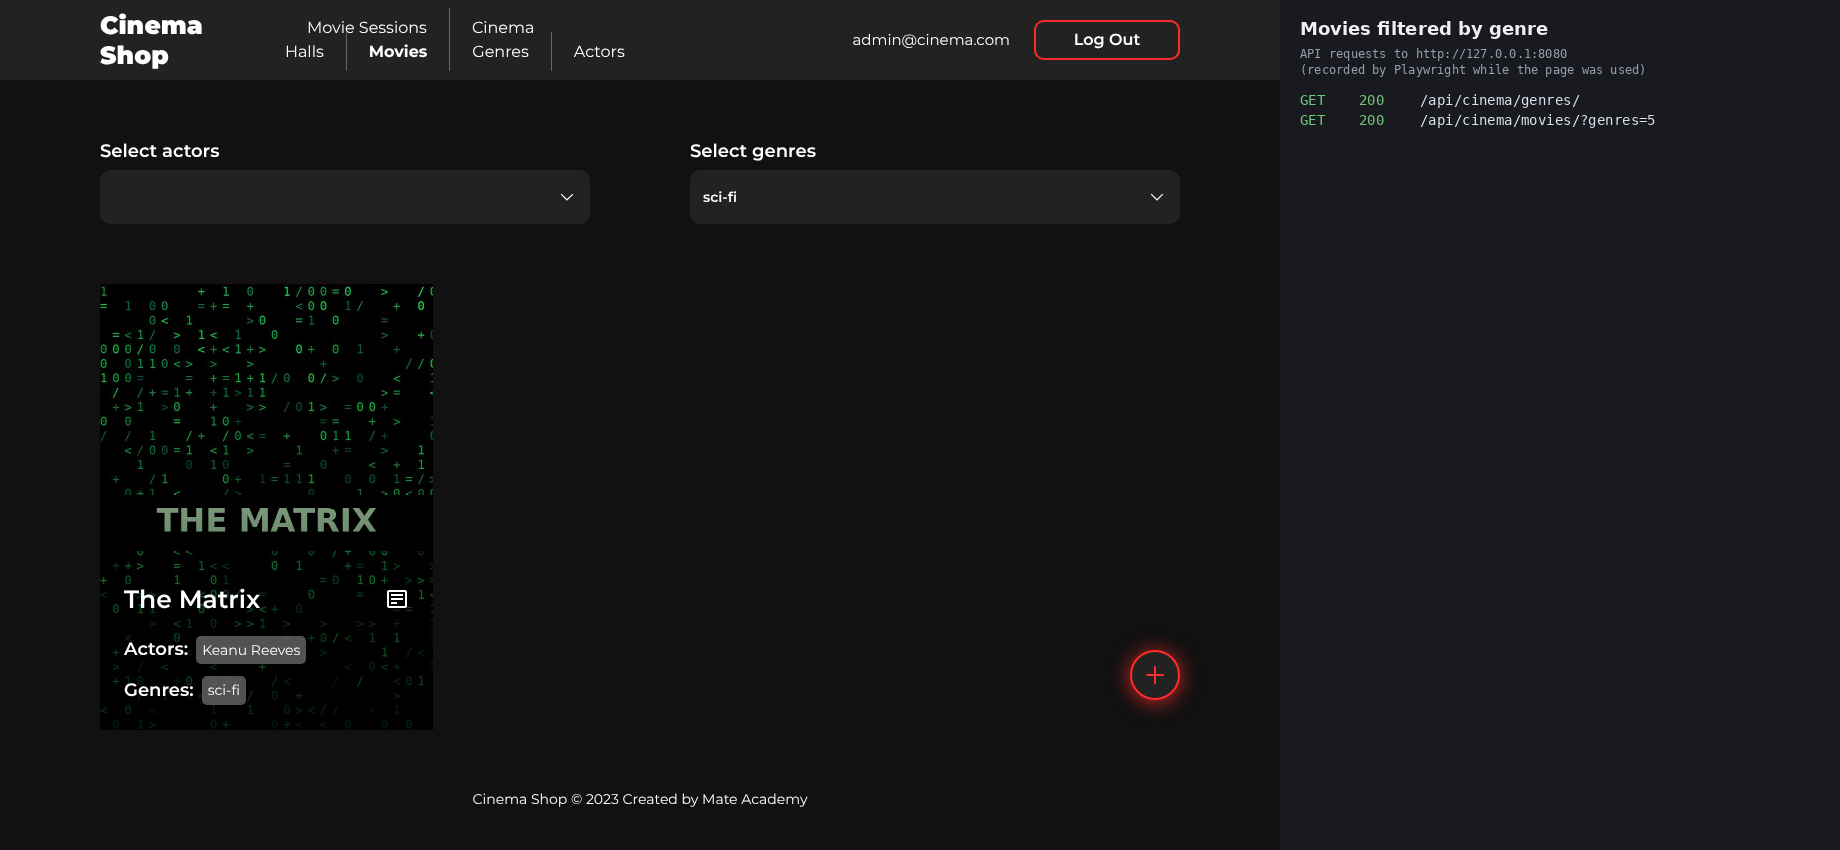 Cinema
Shop
Movie Sessions
Cinema
Halls
Movies
Genres
Actors
admin@cinema.com
Log Out
Select actors
Select genres
sci-fi
THE MATRIX
The Matrix
Actors: Keanu Reeves
Genres: sci-fi
Cinema Shop © 2023 Created by Mate Academy
Movies filtered by genre
API requests to http://127.0.0.1:8080
(recorded by Playwright while the page was used)
GET 200 /api/cinema/genres/
GET 200 /api/cinema/movies/?genres=5